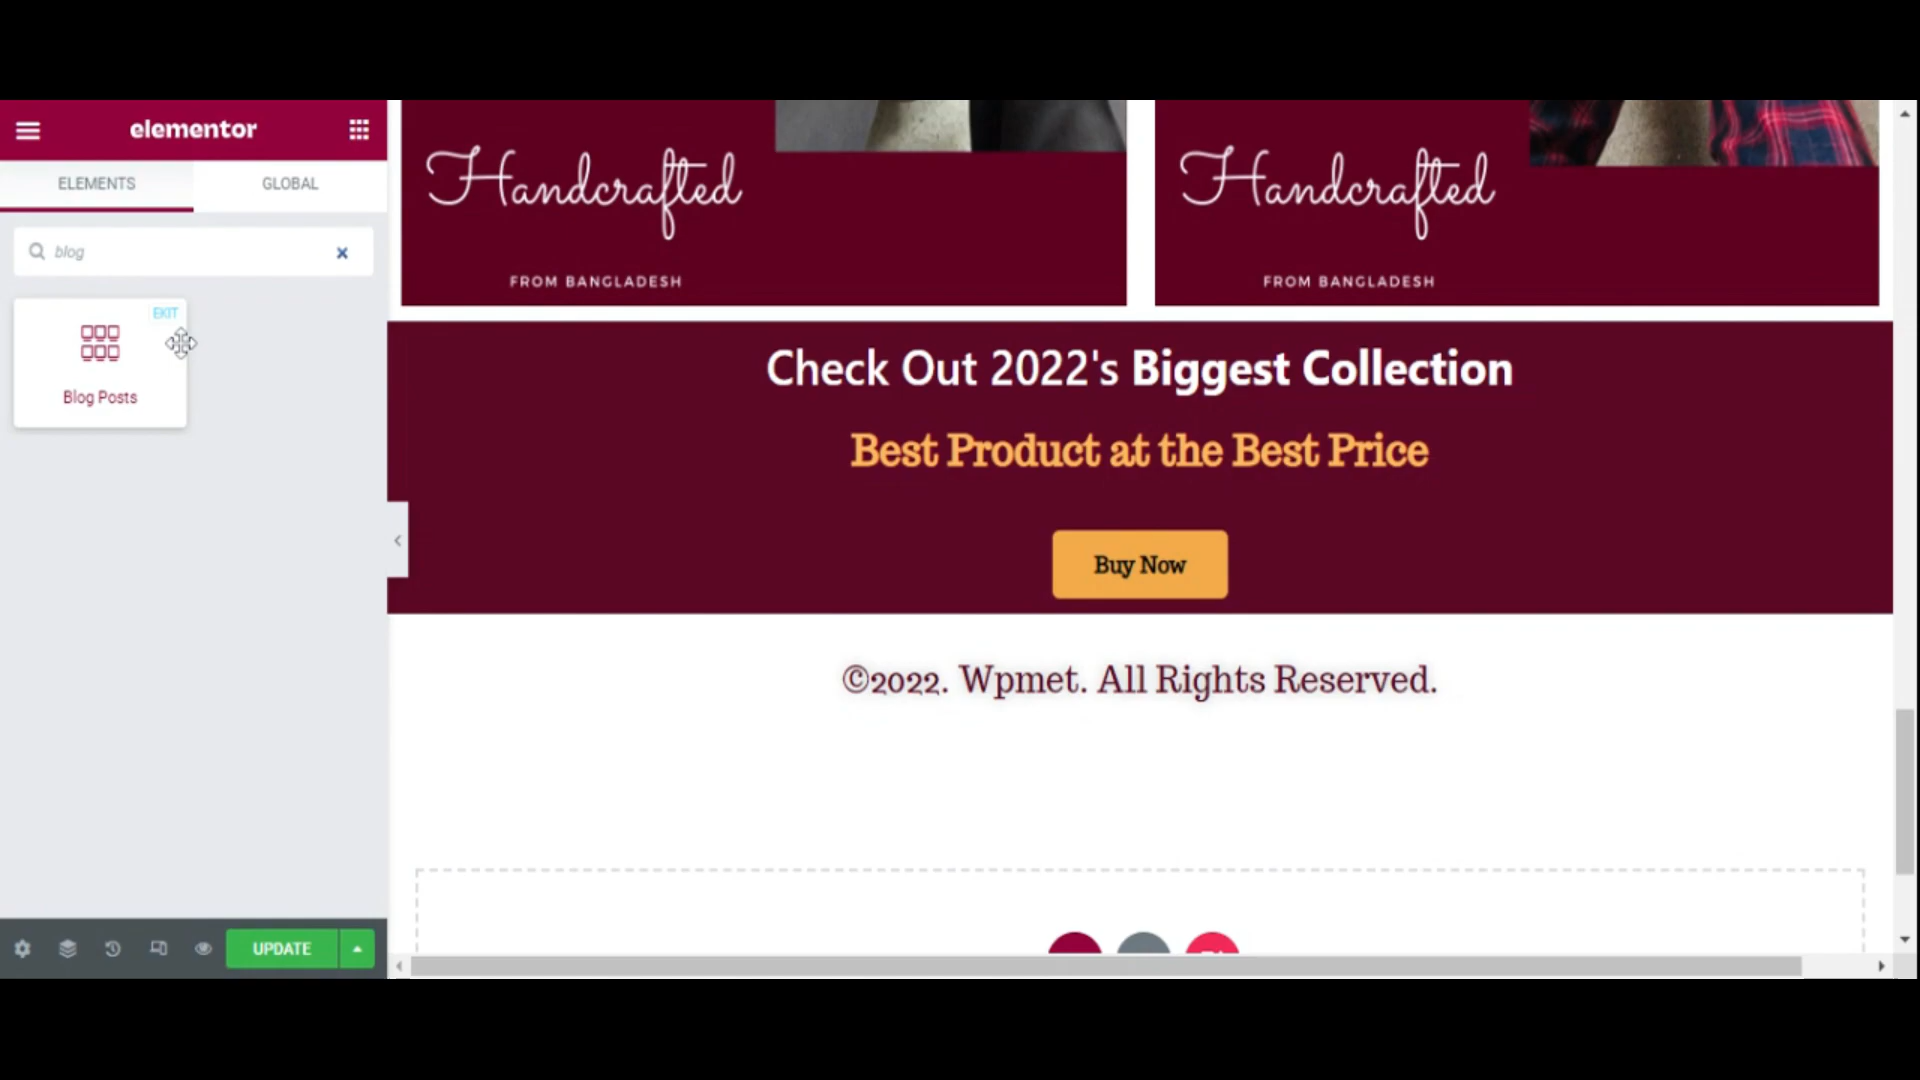 elementor
ELEMENTS
GLOBAL
blog
EKIT
Blog Posts
UPDATE
Handcrafted
FROM BANGLADESH
Handcrafted
FROM BANGLADESH
Check Out 2022's Biggest Collection
Best Product at the Best Price
Buy Now
©2022. Wpmet. All Rights Reserved.